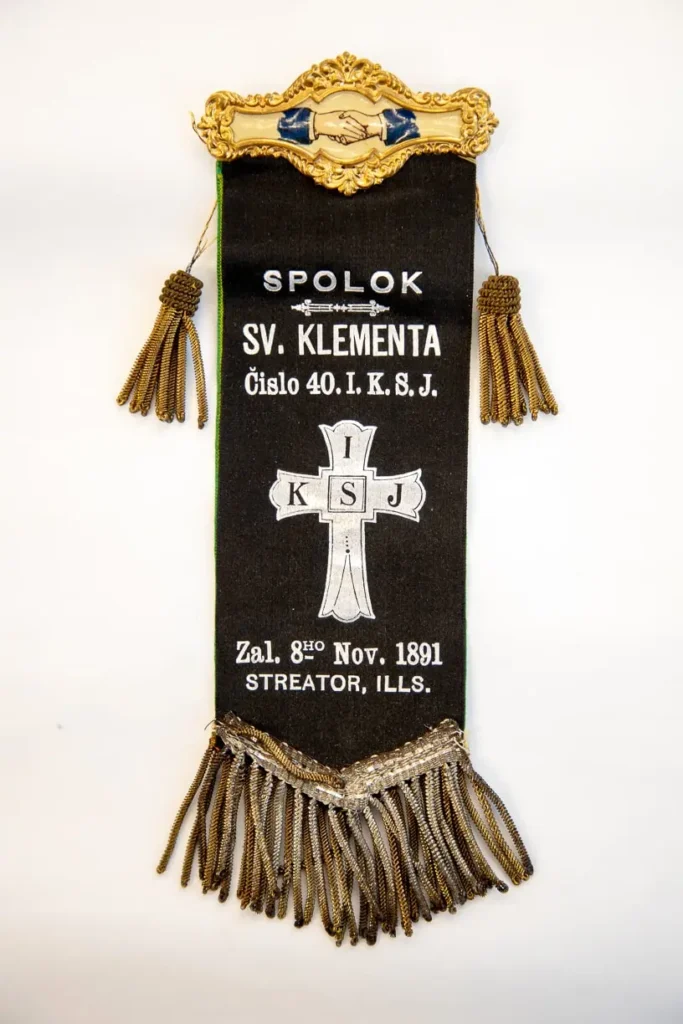 SPOLOK
SV. KLEMENTA
Čislo 40. I. K. S. J.
I
K S J
Zal. 8HO Nov. 1891
STREATOR, ILLS.